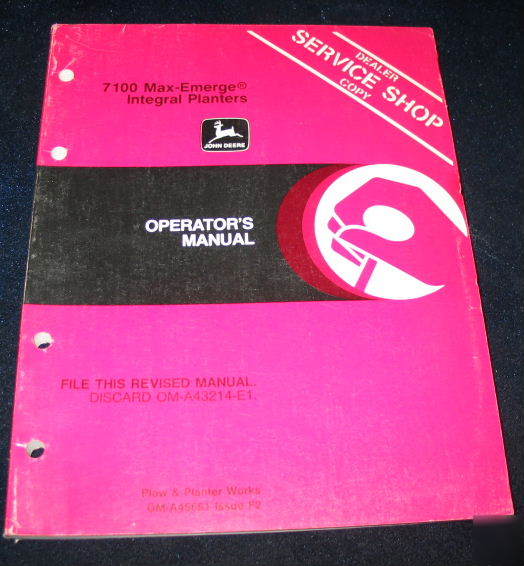 DEALER
SERVICE SHOP
COPY
7100 Max-Emerge®
Integral Planters
JOHN DEERE
OPERATOR'S
MANUAL
FILE THIS REVISED MANUAL.
DISCARD OM-A43214-E1.
Plow & Planter Works
Issue